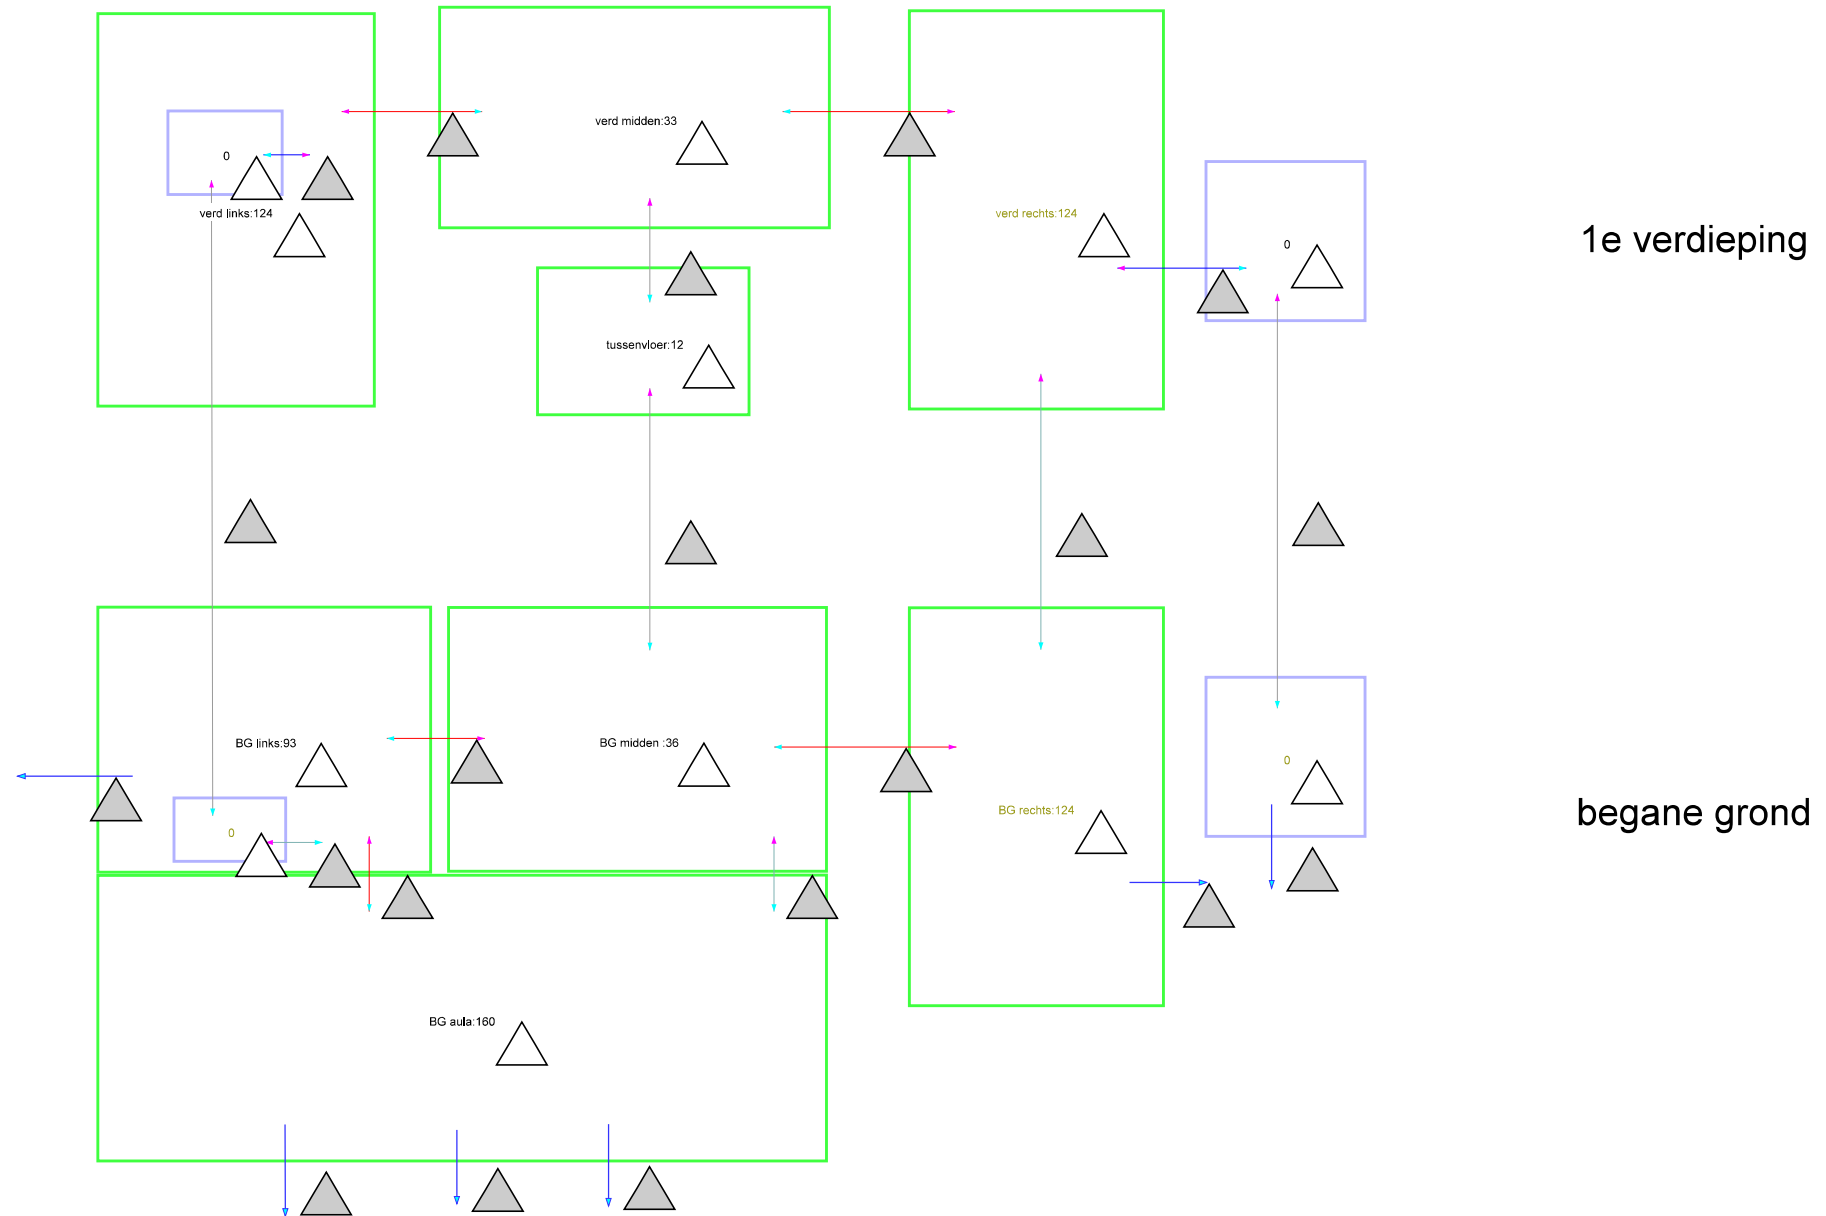 verd midden:33
0
verd links:124
verd rechts:124
0
1e verdieping
tussenvloer:12
BG links:93
BG midden :36
0
BG rechts:124
0
begane grond
BG aula:160